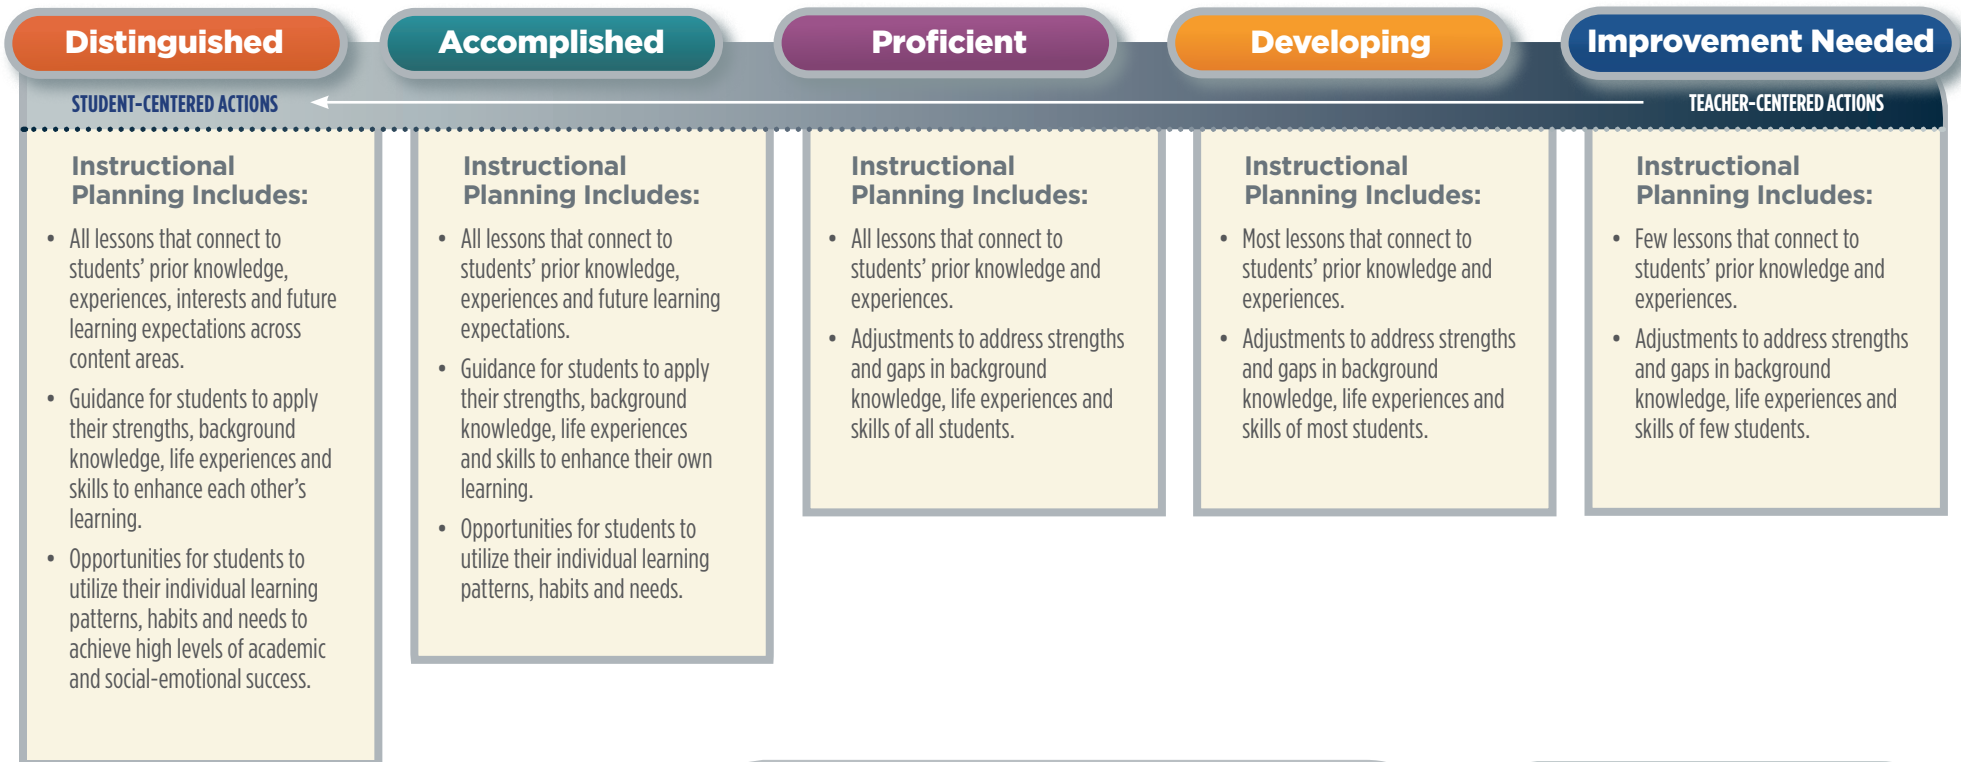 Distinguished
Accomplished
Proficient
Developing
Improvement Needed
STUDENT-CENTERED ACTIONS
TEACHER-CENTERED ACTIONS
Instructional
Planning Includes:
• All lessons that connect to
students’ prior knowledge,
experiences, interests and future
learning expectations across
content areas.
• Guidance for students to apply
their strengths, background
knowledge, life experiences and
skills to enhance each other’s
learning.
• Opportunities for students to
utilize their individual learning
patterns, habits and needs to
achieve high levels of academic
and social-emotional success.
Instructional
Planning Includes:
• All lessons that connect to
students’ prior knowledge,
experiences and future learning
expectations.
• Guidance for students to apply
their strengths, background
knowledge, life experiences
and skills to enhance their own
learning.
• Opportunities for students to
utilize their individual learning
patterns, habits and needs.
Instructional
Planning Includes:
• All lessons that connect to
students’ prior knowledge and
experiences.
• Adjustments to address strengths
and gaps in background
knowledge, life experiences and
skills of all students.
Instructional
Planning Includes:
• Most lessons that connect to
students’ prior knowledge and
experiences.
• Adjustments to address strengths
and gaps in background
knowledge, life experiences and
skills of most students.
Instructional
Planning Includes:
• Few lessons that connect to
students’ prior knowledge and
experiences.
• Adjustments to address strengths
and gaps in background
knowledge, life experiences and
skills of few students.